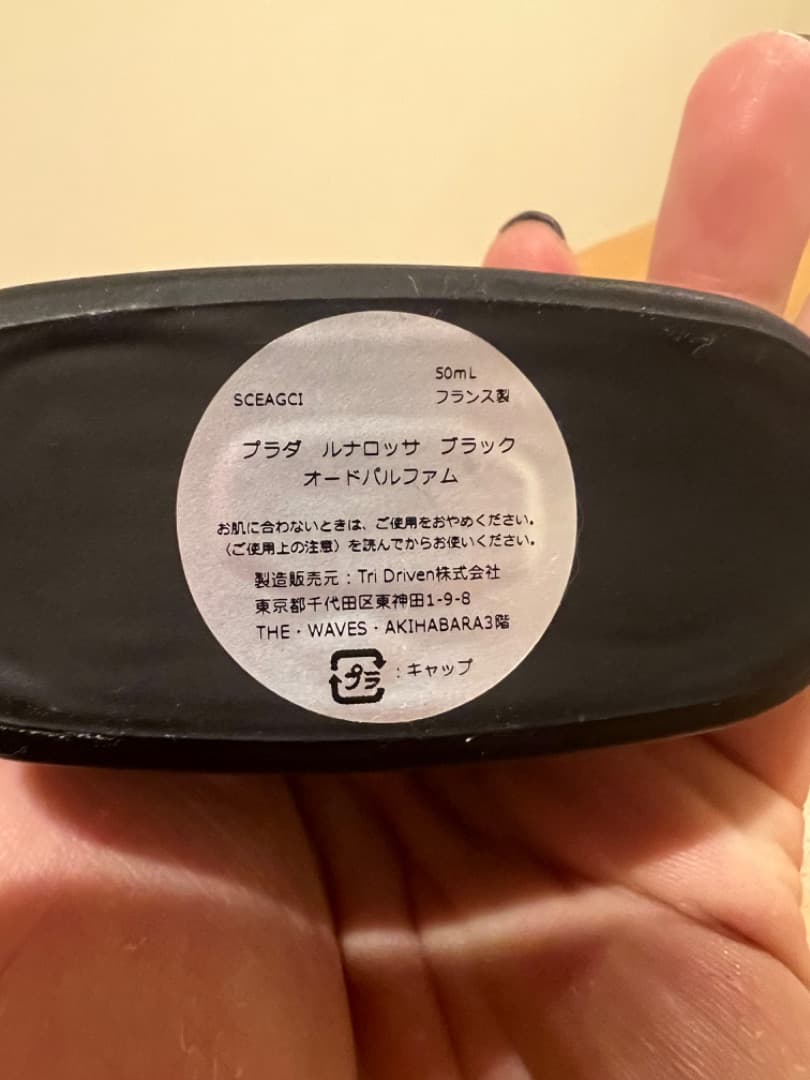 50mL
SCEAGCI フランス製
プラダ ルナロッサ ブラック
オードパルファム
お肌に合わないときは、ご使用をおやめください。
（ご使用上の注意）を読んでからお使いください。
製造販売元：Tri Driven株式会社
東京都千代田区東神田1-9-8
THE・WAVES・AKIHABARA3階
プラ：キャップ